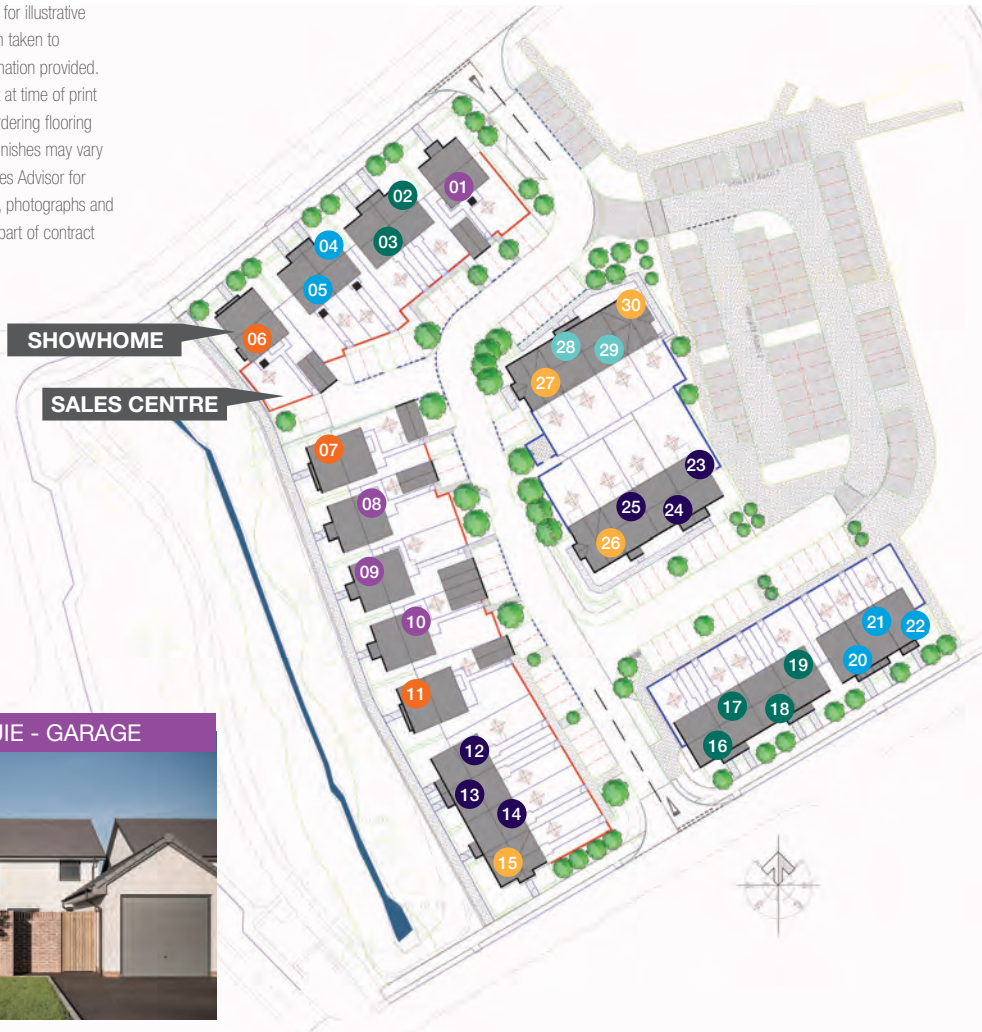 for illustrative
n taken to
mation provided.
at time of print
dering flooring
nishes may vary
es Advisor for
, photographs and
part of contract
01
02
03
04
05
06
SHOWHOME
SALES CENTRE
30
28
29
27
07
08
09
10
11
23
25
24
26
12
13
14
15
21
22
20
19
17
18
16
JIE - GARAGE